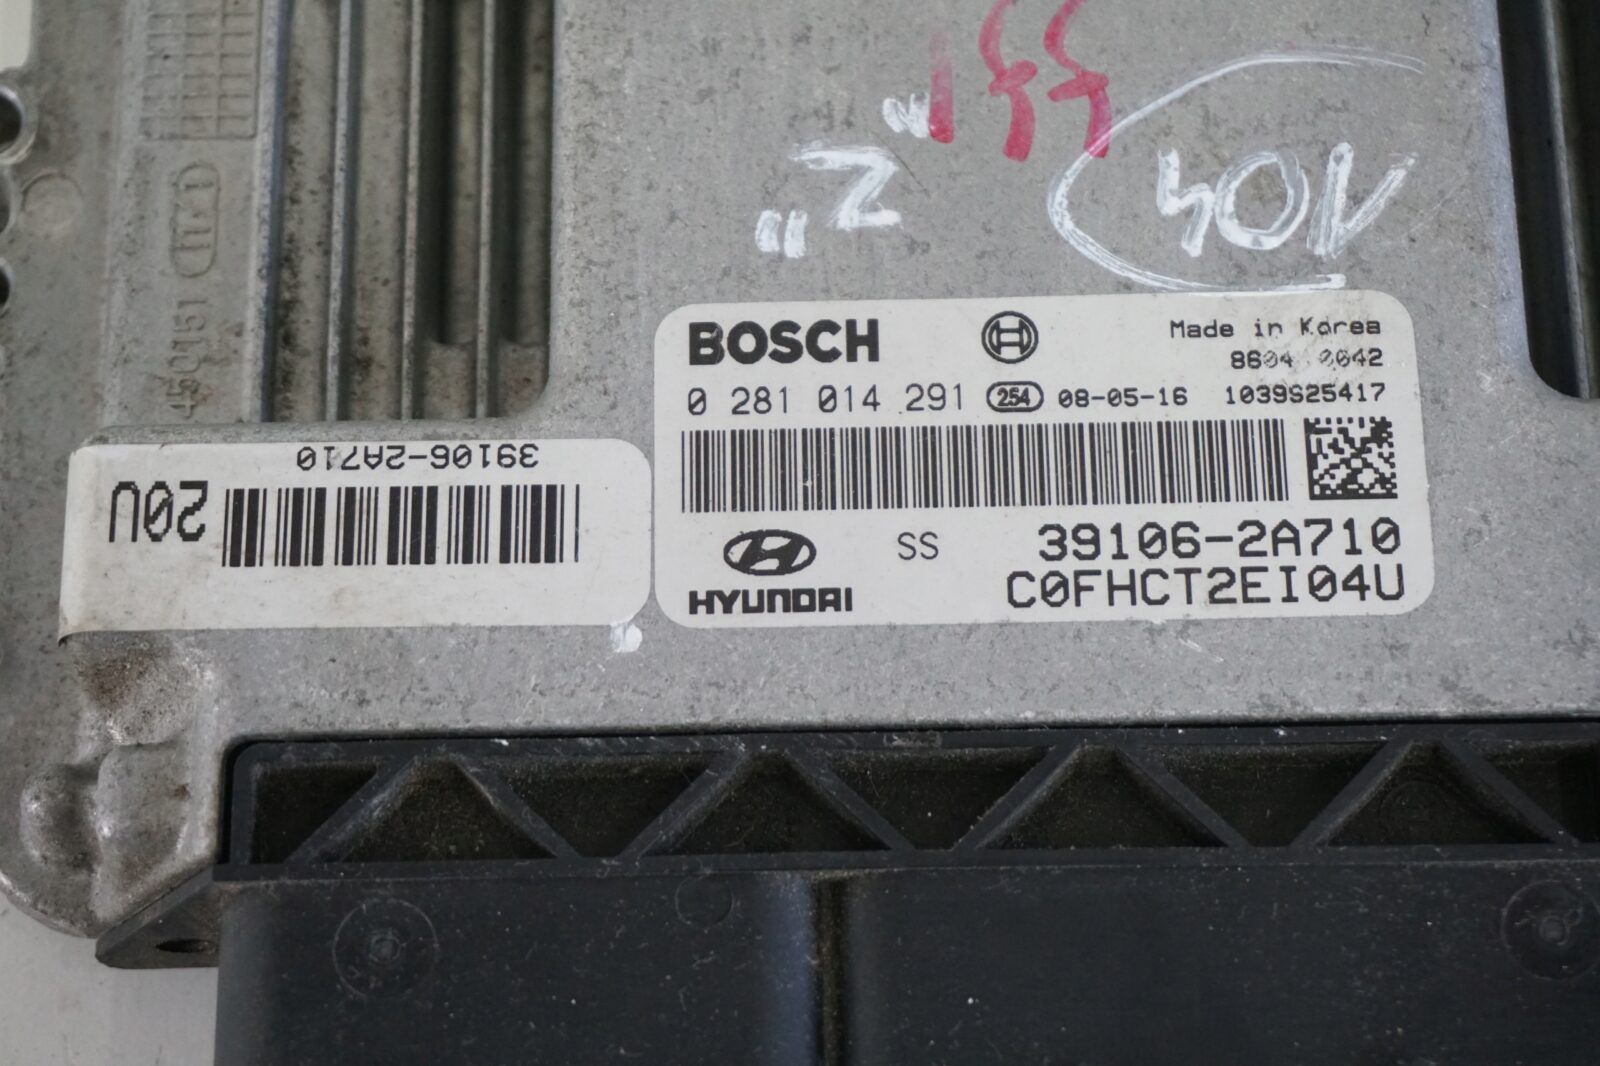 "Z"
BOSCH
Made in Korea
0 281 014 291 254 08-05-16 1039S25417
39106-2A710
20U
HYUNDAI SS 39106-2A710
C0FHCT2EI04U